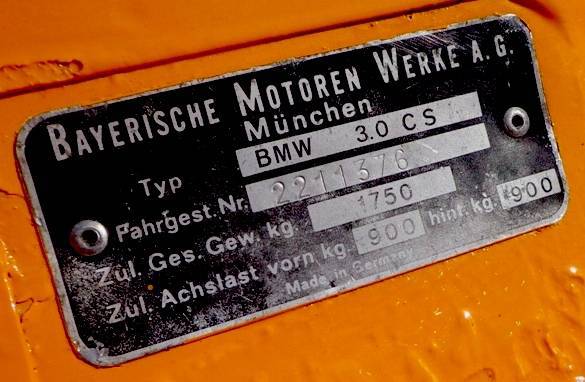 BAYERISCHE MOTOREN WERKE A.G.
München
Typ BMW 3.0 CS
Fahrgest. Nr. 2211376
Zul. Ges. Gew. kg. 1750
Zul. Achslast vorn kg. 900 hint. kg. 900
Made in Germany